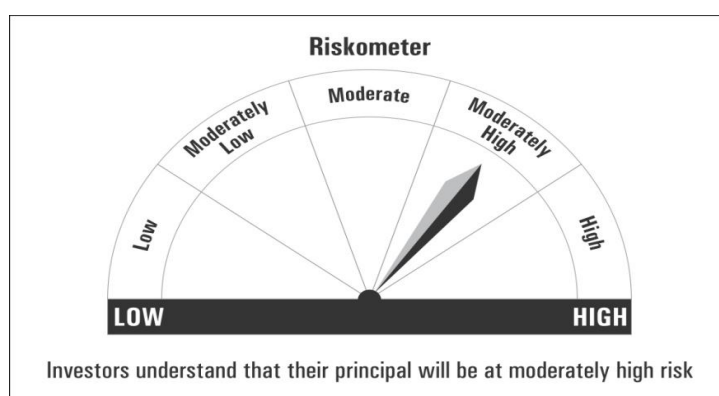 Riskometer
Low
Moderately
Low
Moderate
Moderately
High
High
LOW
HIGH
Investors understand that their principal will be at moderately high risk